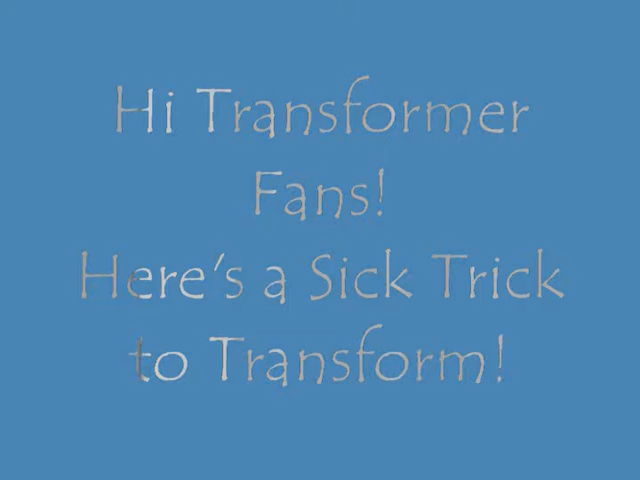 Hi Transformer
Fans!
Here's a Sick Trick
to Transform!